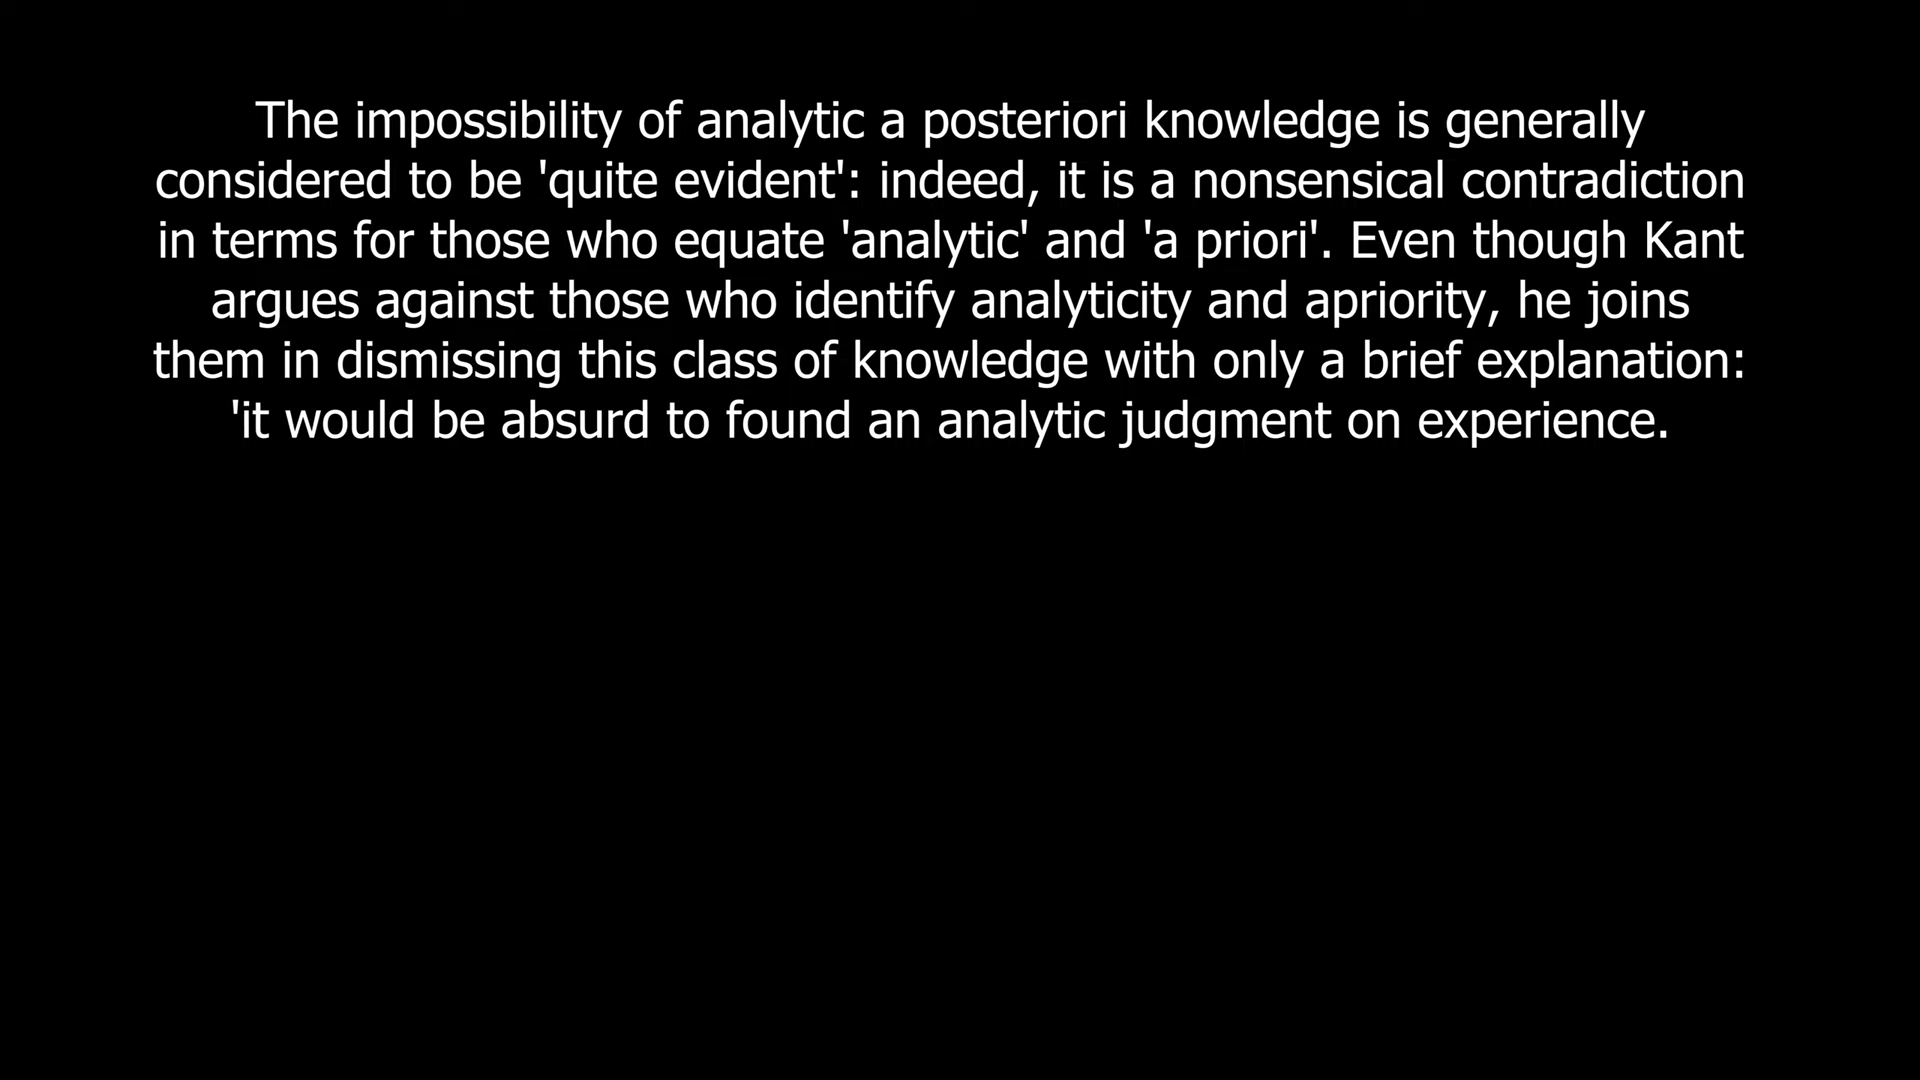 The impossibility of analytic a posteriori knowledge is generally
considered to be 'quite evident': indeed, it is a nonsensical contradiction
in terms for those who equate 'analytic' and 'a priori'. Even though Kant
argues against those who identify analyticity and apriority, he joins
them in dismissing this class of knowledge with only a brief explanation:
'it would be absurd to found an analytic judgment on experience.